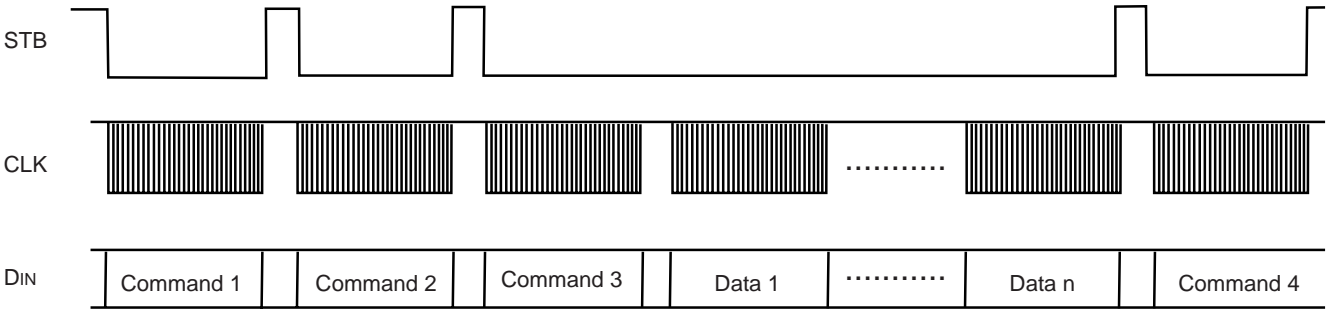 STB
CLK
...........
DIN
Command 1
Command 2
Command 3
Data 1
...........
Data n
Command 4